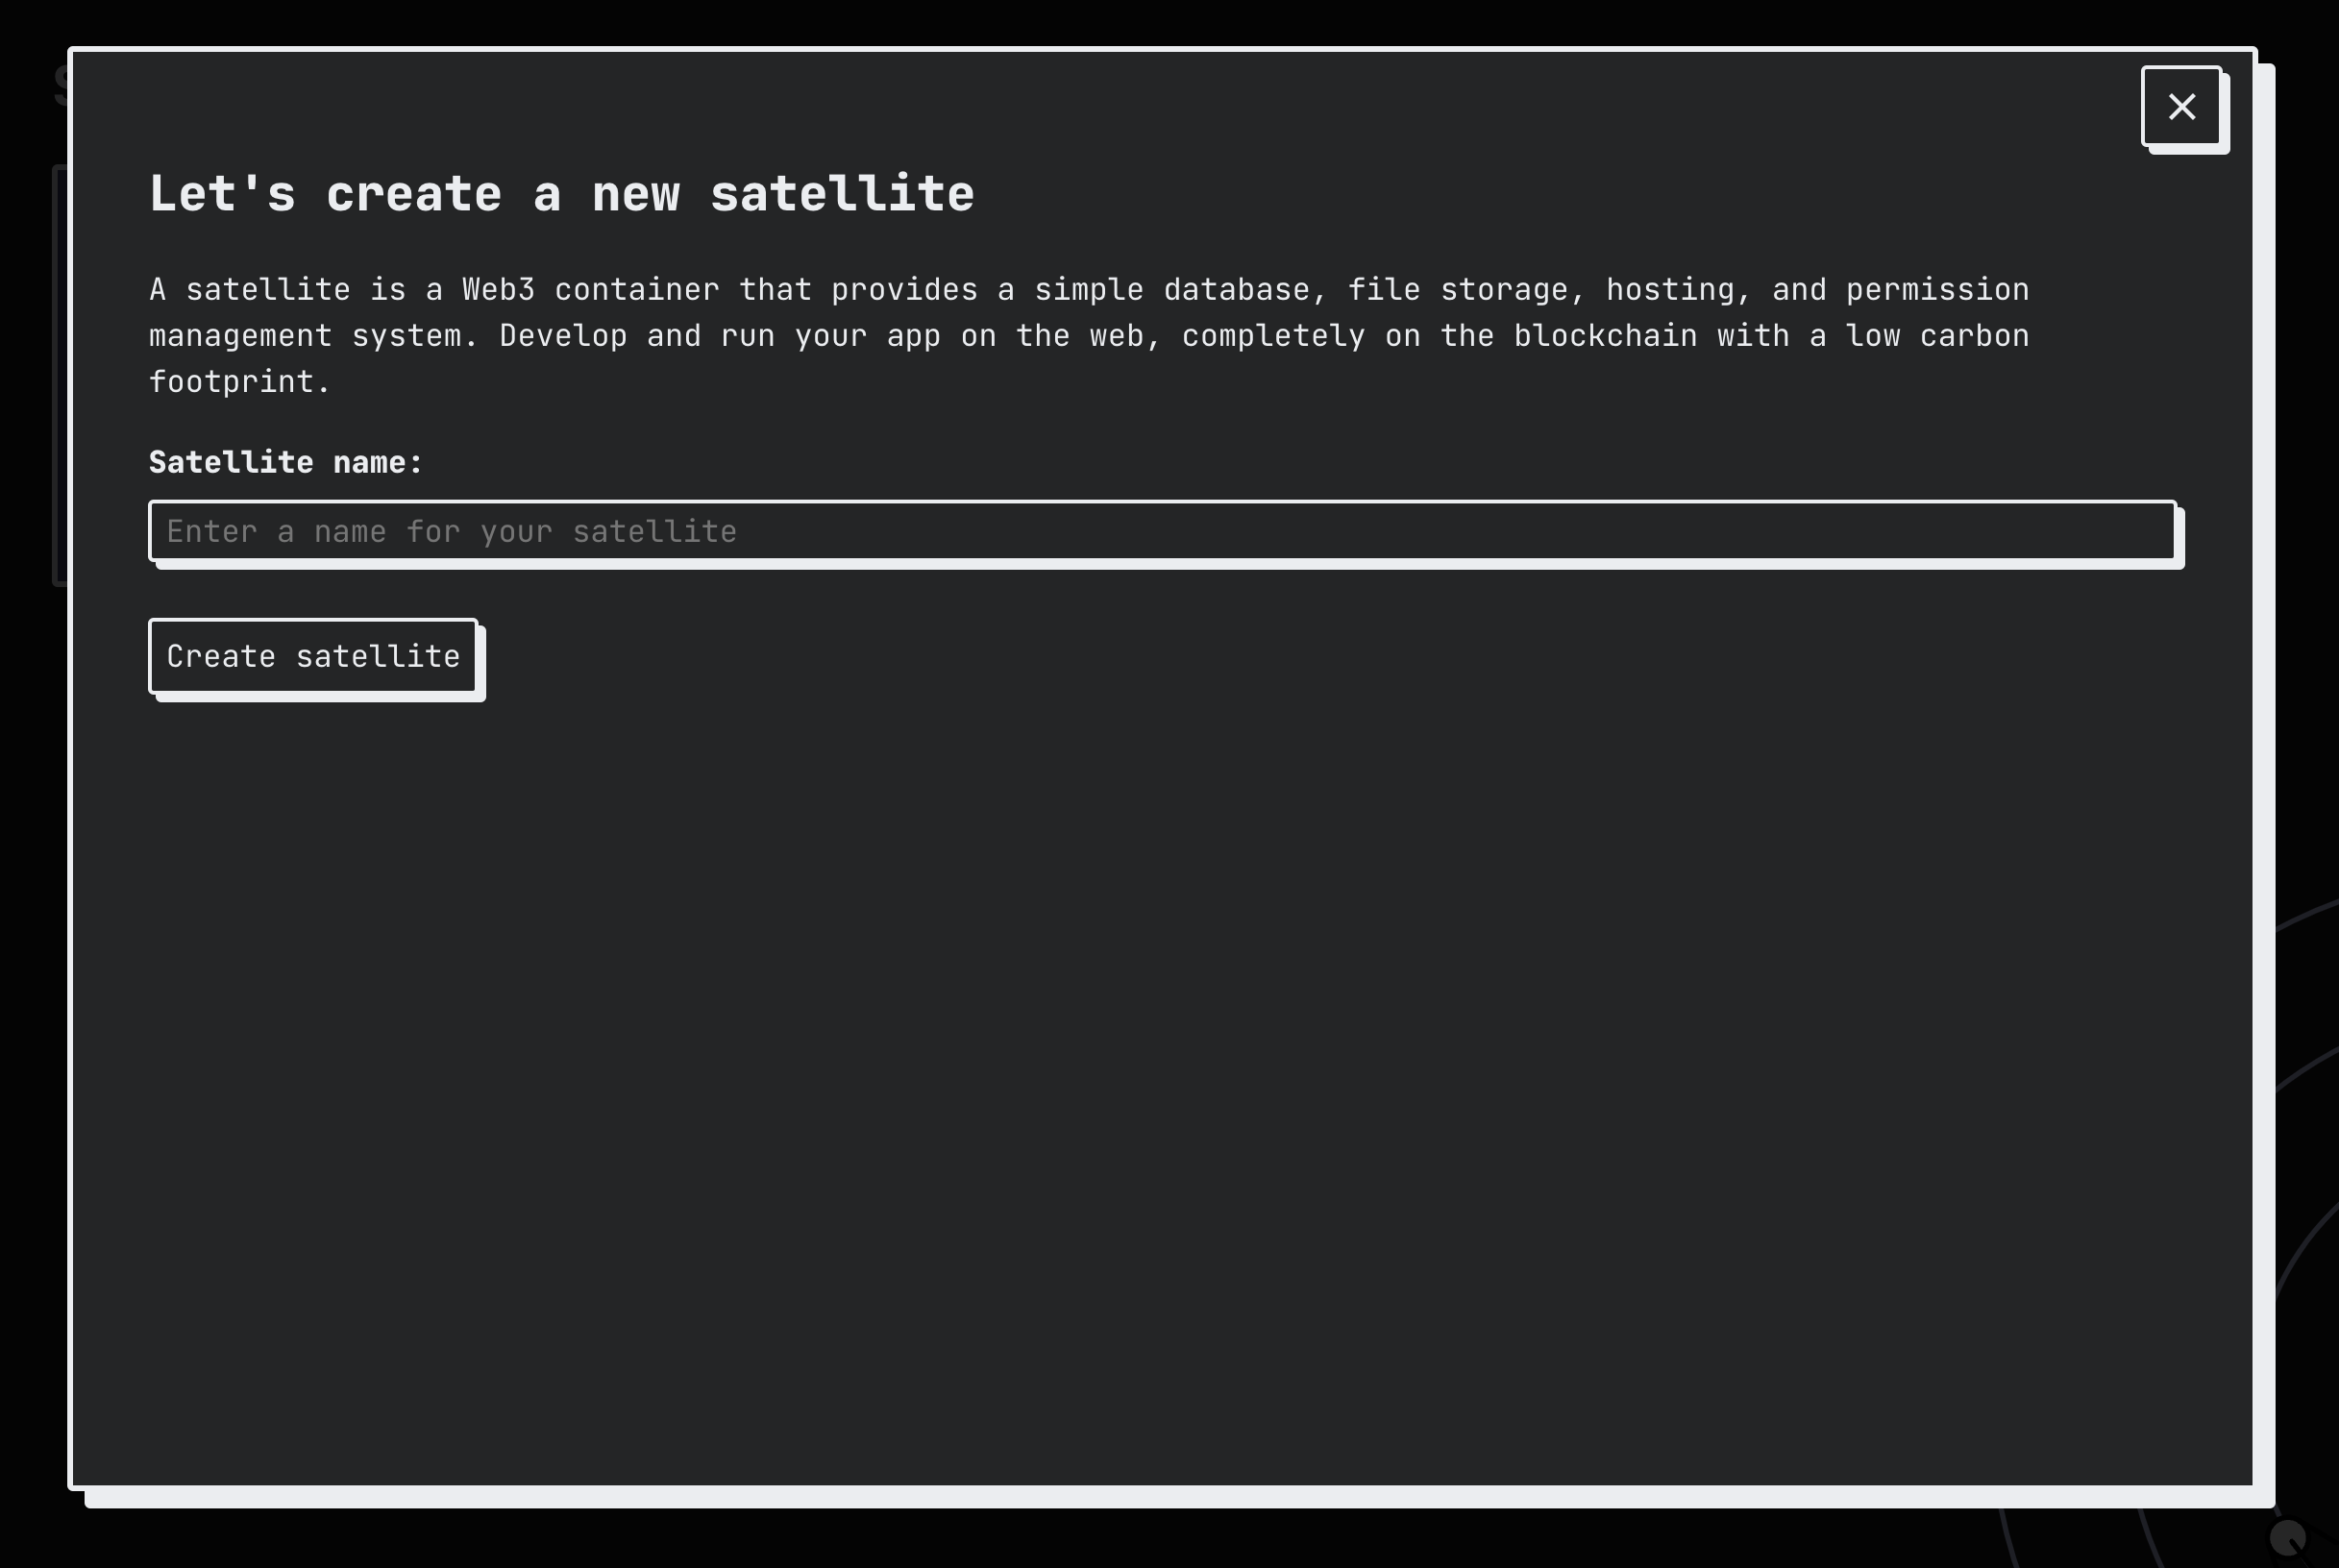 Let's create a new satellite
A satellite is a Web3 container that provides a simple database, file storage, hosting, and permission
management system. Develop and run your app on the web, completely on the blockchain with a low carbon
footprint.
Satellite name:
Enter a name for your satellite
Create satellite